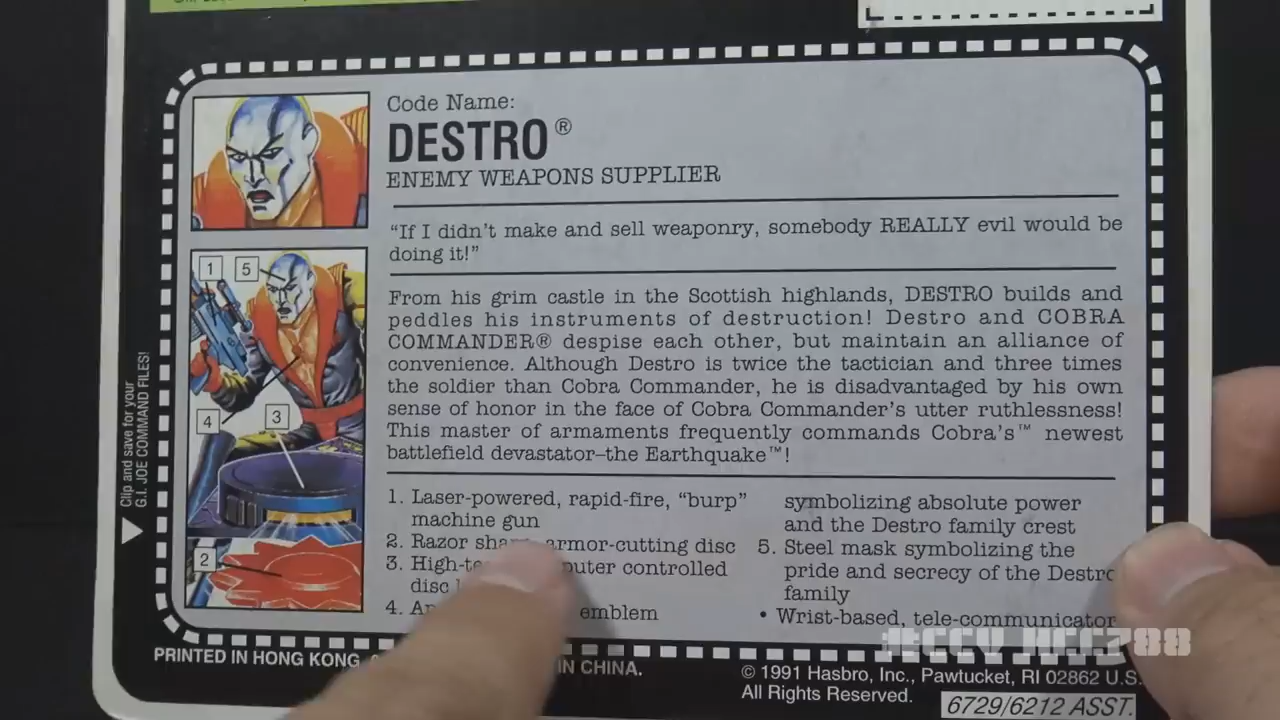 Code Name:
DESTRO®
ENEMY WEAPONS SUPPLIER
“If I didn't make and sell weaponry, somebody REALLY evil would be
doing it!”
From his grim castle in the Scottish highlands, DESTRO builds and
peddles his instruments of destruction! Destro and COBRA
COMMANDER® despise each other, but maintain an alliance of
convenience. Although Destro is twice the tactician and three times
the soldier than Cobra Commander, he is disadvantaged by his own
sense of honor in the face of Cobra Commander's utter ruthlessness!
This master of armaments frequently commands Cobra's™ newest
battlefield devastator–the Earthquake™!
1. Laser-powered, rapid-fire, “burp”
machine gun
2. Razor armor-cutting disc
3. controlled
disc
4. emblem
symbolizing absolute power
and the Destro family crest
5. Steel mask symbolizing the
pride and secrecy of the Destro
family
• Wrist-based, tele-communicator
1
5
4
3
2
Clip and save for your
G.I. JOE COMMAND FILES!
PRINTED IN HONG KONG
IN CHINA.
© 1991 Hasbro, Inc., Pawtucket, RI 02862 U.S.
All Rights Reserved.
6729/6212 ASST.
#CCV HCC788